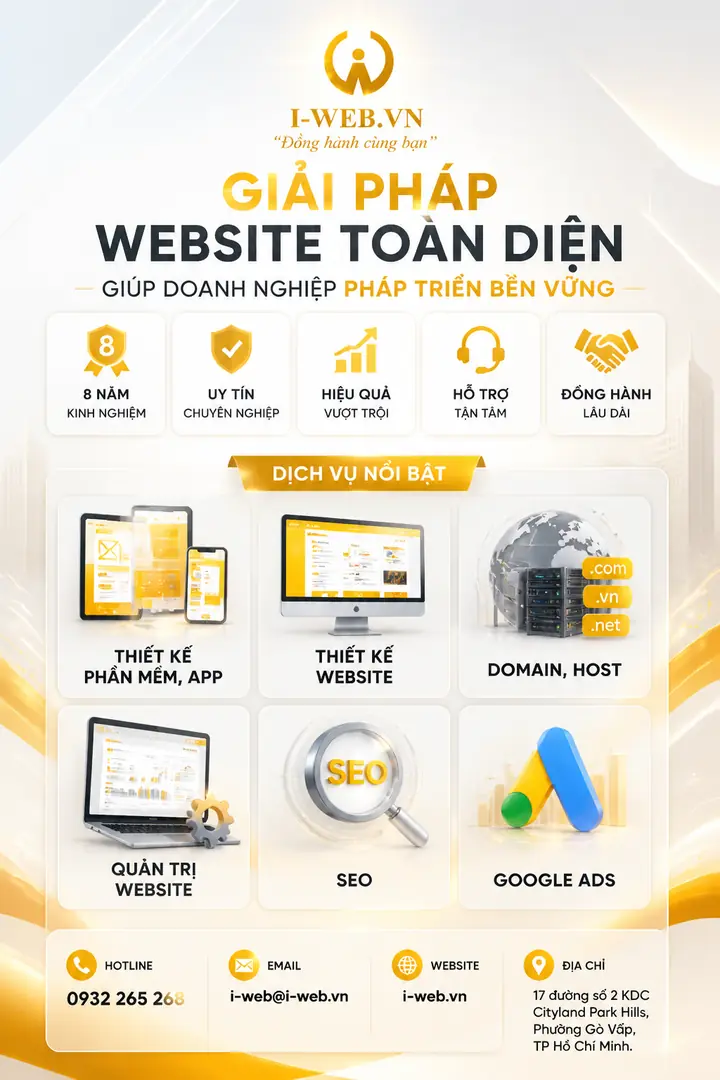 I-WEB.VN
“Đồng hành cùng bạn”
GIẢI PHÁP
WEBSITE TOÀN DIỆN
GIÚP DOANH NGHIỆP PHÁP TRIỂN BỀN VỮNG
8
8 NĂM
KINH NGHIỆM
UY TÍN
CHUYÊN NGHIỆP
HIỆU QUẢ
VƯỢT TRỘI
HỖ TRỢ
TẬN TÂM
ĐỒNG HÀNH
LÂU DÀI
DỊCH VỤ NỔI BẬT
THIẾT KẾ
PHẦN MỀM, APP
THIẾT KẾ
WEBSITE
.com
.vn
.net
DOMAIN, HOST
QUẢN TRỊ
WEBSITE
SEO
SEO
GOOGLE ADS
HOTLINE
0932 265 268
EMAIL
i-web@i-web.vn
WEBSITE
i-web.vn
ĐỊA CHỈ
17 đường số 2 KDC
Cityland Park Hills,
Phường Gò Vấp,
TP Hồ Chí Minh.